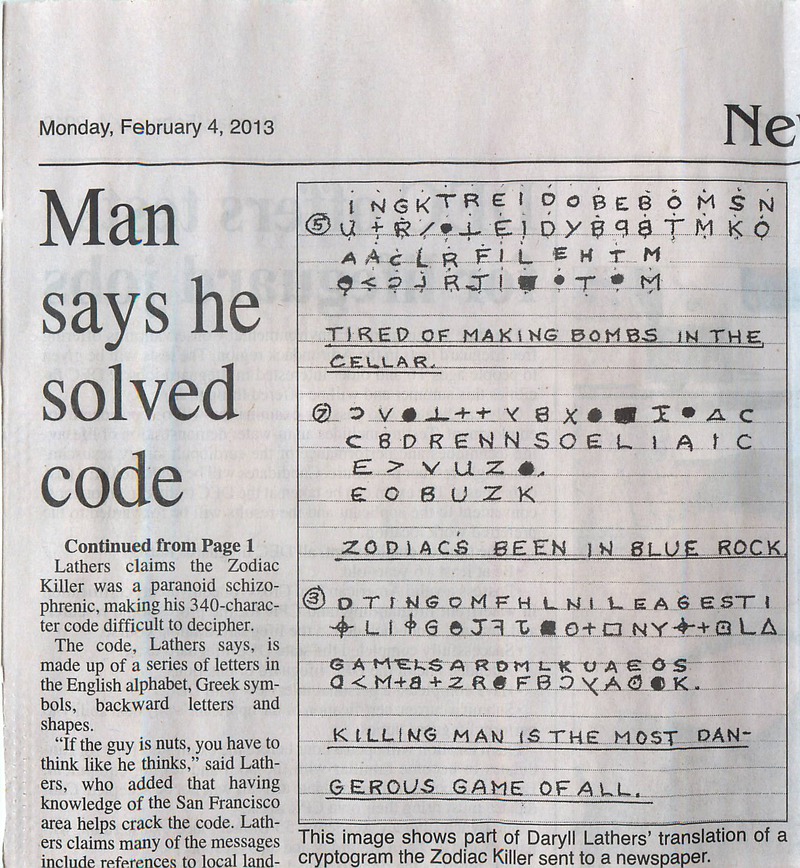 Monday, February 4, 2013
Ne
Man
says he
solved
code
Continued from Page 1
Lathers claims the Zodiac
Killer was a paranoid schizo-
phrenic, making his 340-charac-
ter code difficult to decipher.
The code, Lathers says, is
made up of a series of letters in
the English alphabet, Greek sym-
bols, backward letters and
shapes.
“If the guy is nuts, you have to
think like he thinks,” said Lath-
ers, who added that having
knowledge of the San Francisco
area helps crack the code. Lath-
ers claims many of the messages
include references to local land-
I N G K T R E I D O B E B O M S N
A A C L R F I L E H T M
TIRED OF MAKING BOMBS IN THE
CELLAR.
C B D R E N N S O E L I A I C
E > V U Z ●.
E O B U Z K
ZODIACS BEEN IN BLUE ROCK
③ D T I N G O M F H L N I L E A G E S T I
G A M E L S A R D M L K U A E O S
KILLING MAN IS THE MOST DAN-
GEROUS GAME OF ALL.
This image shows part of Daryll Lathers’ translation of a
cryptogram the Zodiac Killer sent to a newspaper.